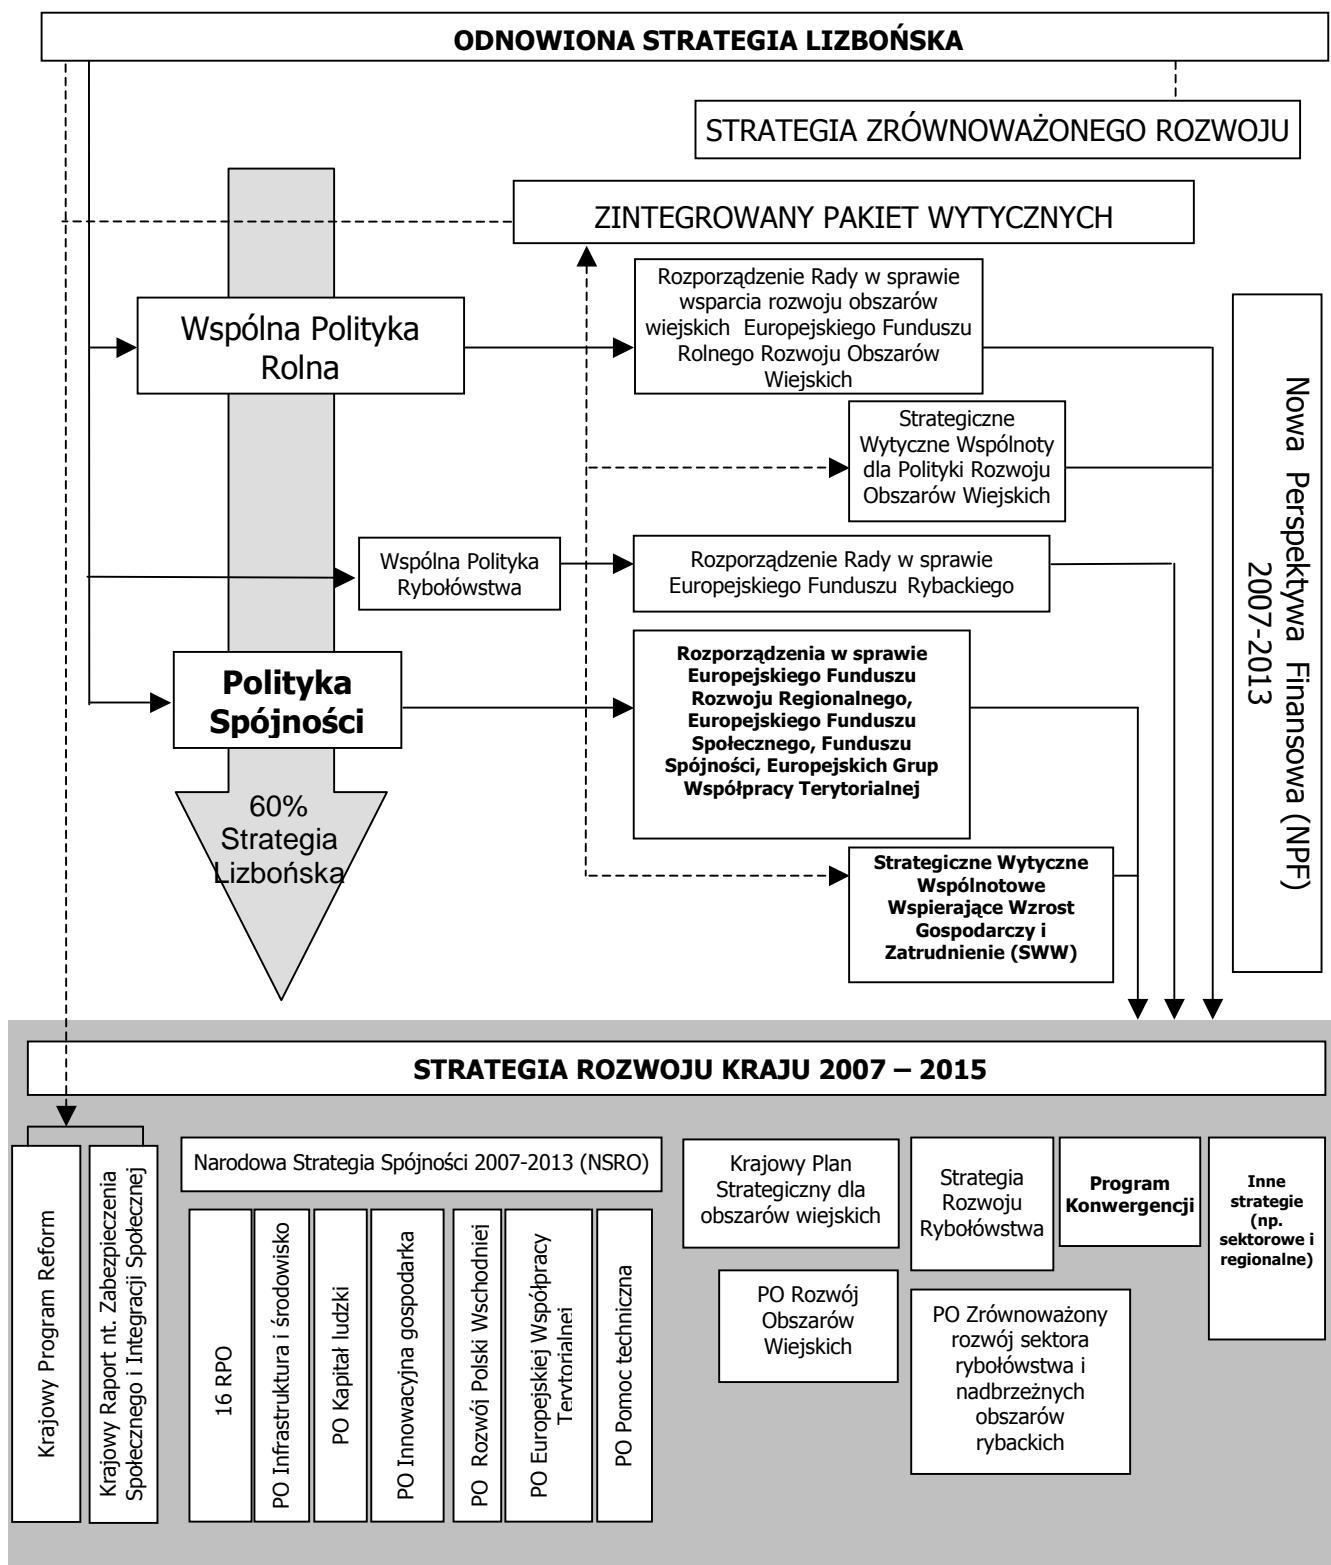 ODNOWIONA STRATEGIA LIZBOŃSKA
STRATEGIA ZRÓWNOWAŻONEGO ROZWOJU
ZINTEGROWANY PAKIET WYTYCZNYCH
Wspólna Polityka
Rolna
Rozporządzenie Rady w sprawie
wsparcia rozwoju obszarów
wiejskich Europejskiego Funduszu
Rolnego Rozwoju Obszarów
Wiejskich
Strategiczne
Wytyczne Wspólnoty
dla Polityki Rozwoju
Obszarów Wiejskich
Wspólna Polityka
Rybołówstwa
Rozporządzenie Rady w sprawie
Europejskiego Funduszu Rybackiego
Polityka
Spójności
Rozporządzenia w sprawie
Europejskiego Funduszu
Rozwoju Regionalnego,
Europejskiego Funduszu
Społecznego, Funduszu
Spójności, Europejskich Grup
Współpracy Terytorialnej
60%
Strategia
Lizbońska
Strategiczne Wytyczne
Wspólnotowe
Wspierające Wzrost
Gospodarczy i
Zatrudnienie (SWW)
Nowa Perspektywa Finansowa (NPF)
2007-2013
STRATEGIA ROZWOJU KRAJU 2007 – 2015
Krajowy Program Reform
Krajowy Raport nt. Zabezpieczenia
Społecznego i Integracji Społecznej
Narodowa Strategia Spójności 2007-2013 (NSRO)
16 RPO
PO Infrastruktura i środowisko
PO Kapitał ludzki
PO Innowacyjna gospodarka
PO Rozwój Polski Wschodniej
PO Europejskiej Współpracy
Terytorialnej
PO Pomoc techniczna
Krajowy Plan
Strategiczny dla
obszarów wiejskich
PO Rozwój
Obszarów
Wiejskich
Strategia
Rozwoju
Rybołówstwa
PO Zrównoważony
rozwój sektora
rybołówstwa i
nadbrzeżnych
obszarów
rybackich
Program
Konwergencji
Inne
strategie
(np.
sektorowe i
regionalne)